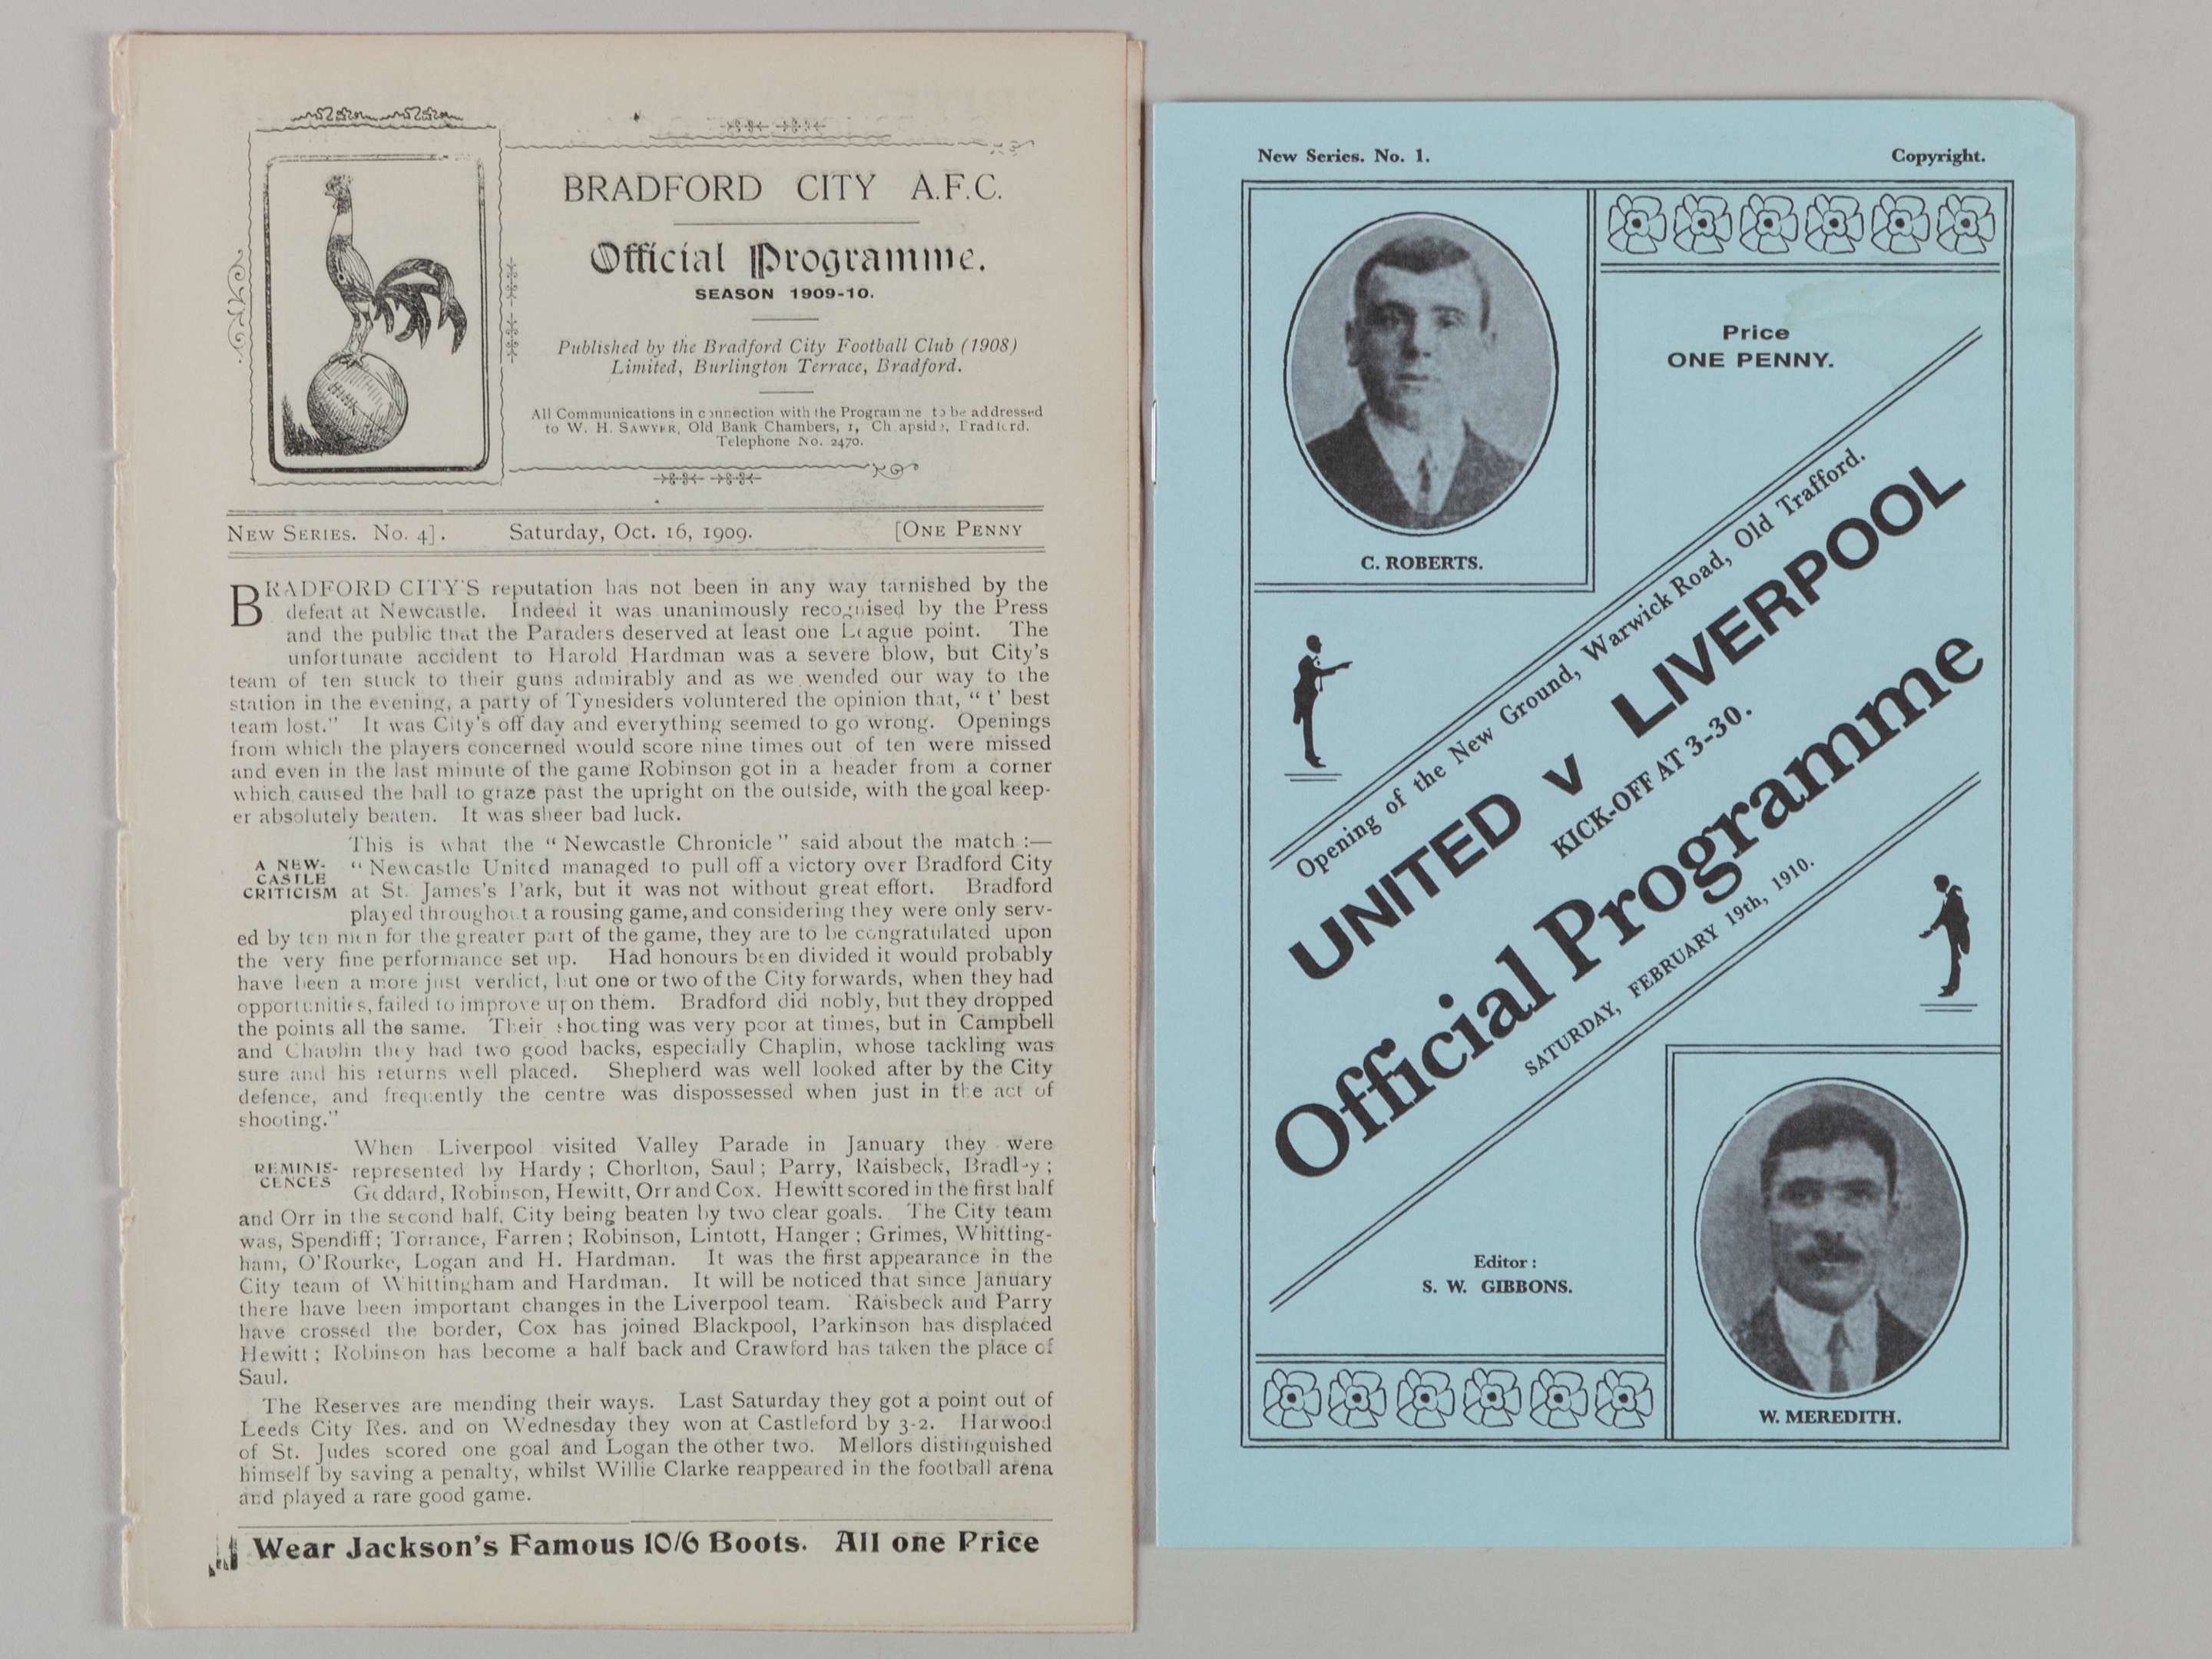 BRADFORD CITY A.F.C.
Official Programme.
SEASON 1909-10.
Published by the Bradford City Football Club (1908)
Limited, Burlington Terrace, Bradford.
All Communications in connection with the Programme to be addressed
to W. H. SAWYER, Old Bank Chambers, 1, Ch apside, Bradford.
Telephone No. 2470.
NEW SERIES. No. 4]. Saturday, Oct. 16, 1909. [ONE PENNY
BRADFORD CITY'S reputation has not been in any way tarnished by the
defeat at Newcastle. Indeed it was unanimously recognised by the Press
and the public that the Paraders deserved at least one League point. The
unfortunate accident to Harold Hardman was a severe blow, but City's
team of ten stuck to their guns admirably and as we wended our way to the
station in the evening, a party of Tynesiders voluntered the opinion that, " t' best
team lost." It was City's off day and everything seemed to go wrong. Openings
from which the players concerned would score nine times out of ten were missed
and even in the last minute of the game Robinson got in a header from a corner
which caused the ball to graze past the upright on the outside, with the goal keep-
er absolutely beaten. It was sheer bad luck.
This is what the " Newcastle Chronicle " said about the match :—
A NEW-
CASTLE
CRITICISM
" Newcastle United managed to pull off a victory over Bradford City
at St. James's Park, but it was not without great effort. Bradford
played throughout a rousing game, and considering they were only serv-
ed by ten men for the greater part of the game, they are to be congratulated upon
the very fine performance set up. Had honours been divided it would probably
have been a more just verdict, but one or two of the City forwards, when they had
opportunities, failed to improve upon them. Bradford did nobly, but they dropped
the points all the same. Their shooting was very poor at times, but in Campbell
and Chaplin they had two good backs, especially Chaplin, whose tackling was
sure and his returns well placed. Shepherd was well looked after by the City
defence, and frequently the centre was dispossessed when just in the act of
shooting."
When Liverpool visited Valley Parade in January they were
REMINIS-
CENCES
represented by Hardy ; Chorlton, Saul ; Parry, Raisbeck, Bradley ;
Goddard, Robinson, Hewitt, Orr and Cox. Hewitt scored in the first half
and Orr in the second half, City being beaten by two clear goals. The City team
was, Spendiff ; Torrance, Farren ; Robinson, Lintott, Hanger ; Grimes, Whitting-
ham, O'Rourke, Logan and H. Hardman. It was the first appearance in the
City team of Whittingham and Hardman. It will be noticed that since January
there have been important changes in the Liverpool team. Raisbeck and Parry
have crossed the border, Cox has joined Blackpool, Parkinson has displaced
Hewitt ; Robinson has become a half back and Crawford has taken the place of
Saul.
The Reserves are mending their ways. Last Saturday they got a point out of
Leeds City Res. and on Wednesday they won at Castleford by 3-2. Harwood
of St. Judes scored one goal and Logan the other two. Mellors distinguished
himself by saving a penalty, whilst Willie Clarke reappeared in the football arena
and played a rare good game.
Wear Jackson's Famous 10/6 Boots. All one Price
New Series. No. 1. Copyright.
C. ROBERTS.
Price
ONE PENNY.
Opening of the New Ground, Warwick Road, Old Trafford.
UNITED v LIVERPOOL
KICK-OFF AT 3-30.
Official Programme
SATURDAY, FEBRUARY 19th, 1910.
Editor :
S. W. GIBBONS.
W. MEREDITH.